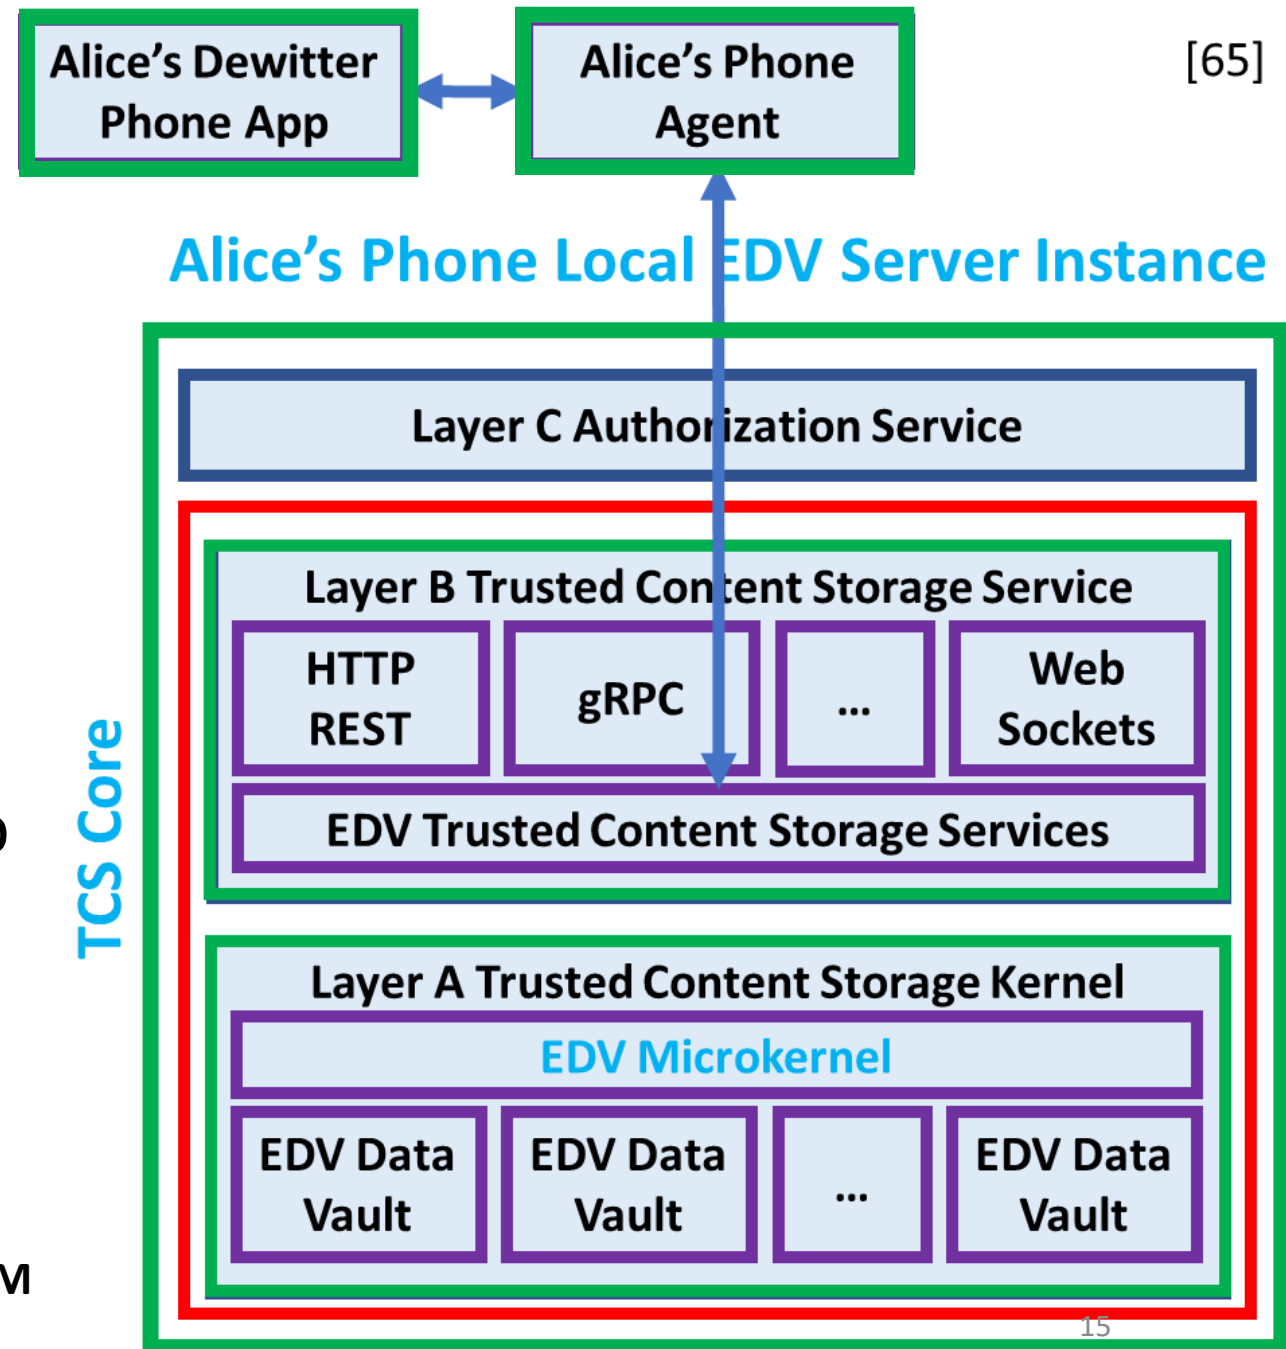 Alice’s Dewitter
Phone App
Alice’s Phone
Agent
[65]
Alice’s Phone Local EDV Server Instance
Layer C Authorization Service
Layer B Trusted Content Storage Service
HTTP
REST
gRPC
...
Web
Sockets
EDV Trusted Content Storage Services
TCS Core
Layer A Trusted Content Storage Kernel
EDV Microkernel
EDV Data
Vault
EDV Data
Vault
...
EDV Data
Vault
M
15